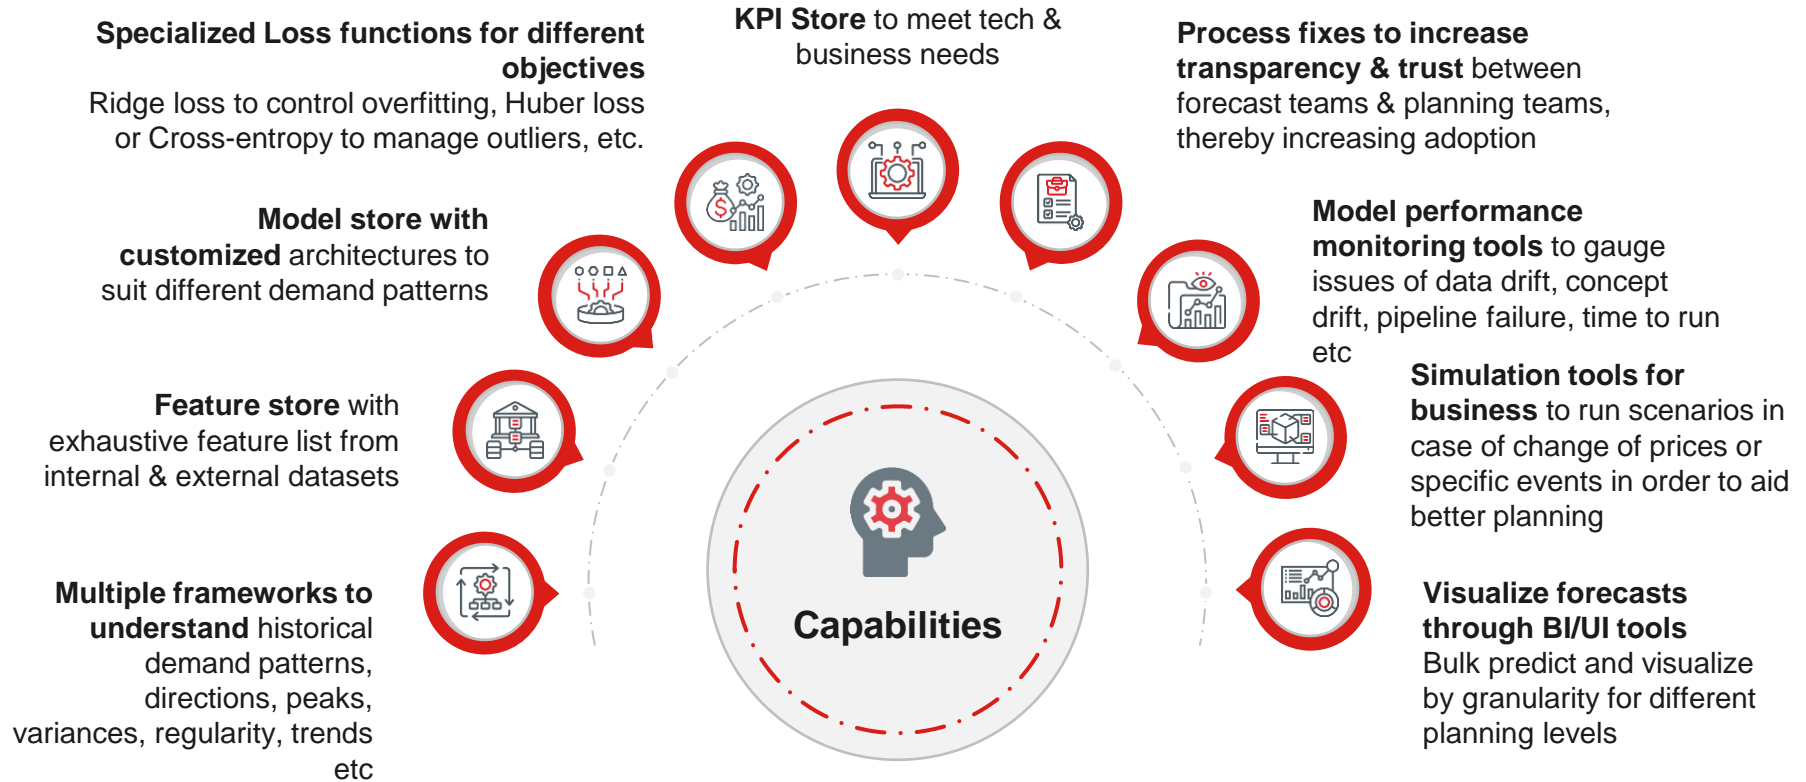 Specialized Loss functions for different
objectives
Ridge loss to control overfitting, Huber loss
or Cross-entropy to manage outliers, etc.
KPI Store to meet tech &
business needs
Process fixes to increase
transparency & trust between
forecast teams & planning teams,
thereby increasing adoption
Model store with
customized architectures to
suit different demand patterns
Model performance
monitoring tools to gauge
issues of data drift, concept
drift, pipeline failure, time to run
etc
Feature store with
exhaustive feature list from
internal & external datasets
Simulation tools for
business to run scenarios in
case of change of prices or
specific events in order to aid
better planning
Multiple frameworks to
understand historical
demand patterns,
directions, peaks,
variances, regularity, trends
etc
Capabilities
Visualize forecasts
through BI/UI tools
Bulk predict and visualize
by granularity for different
planning levels